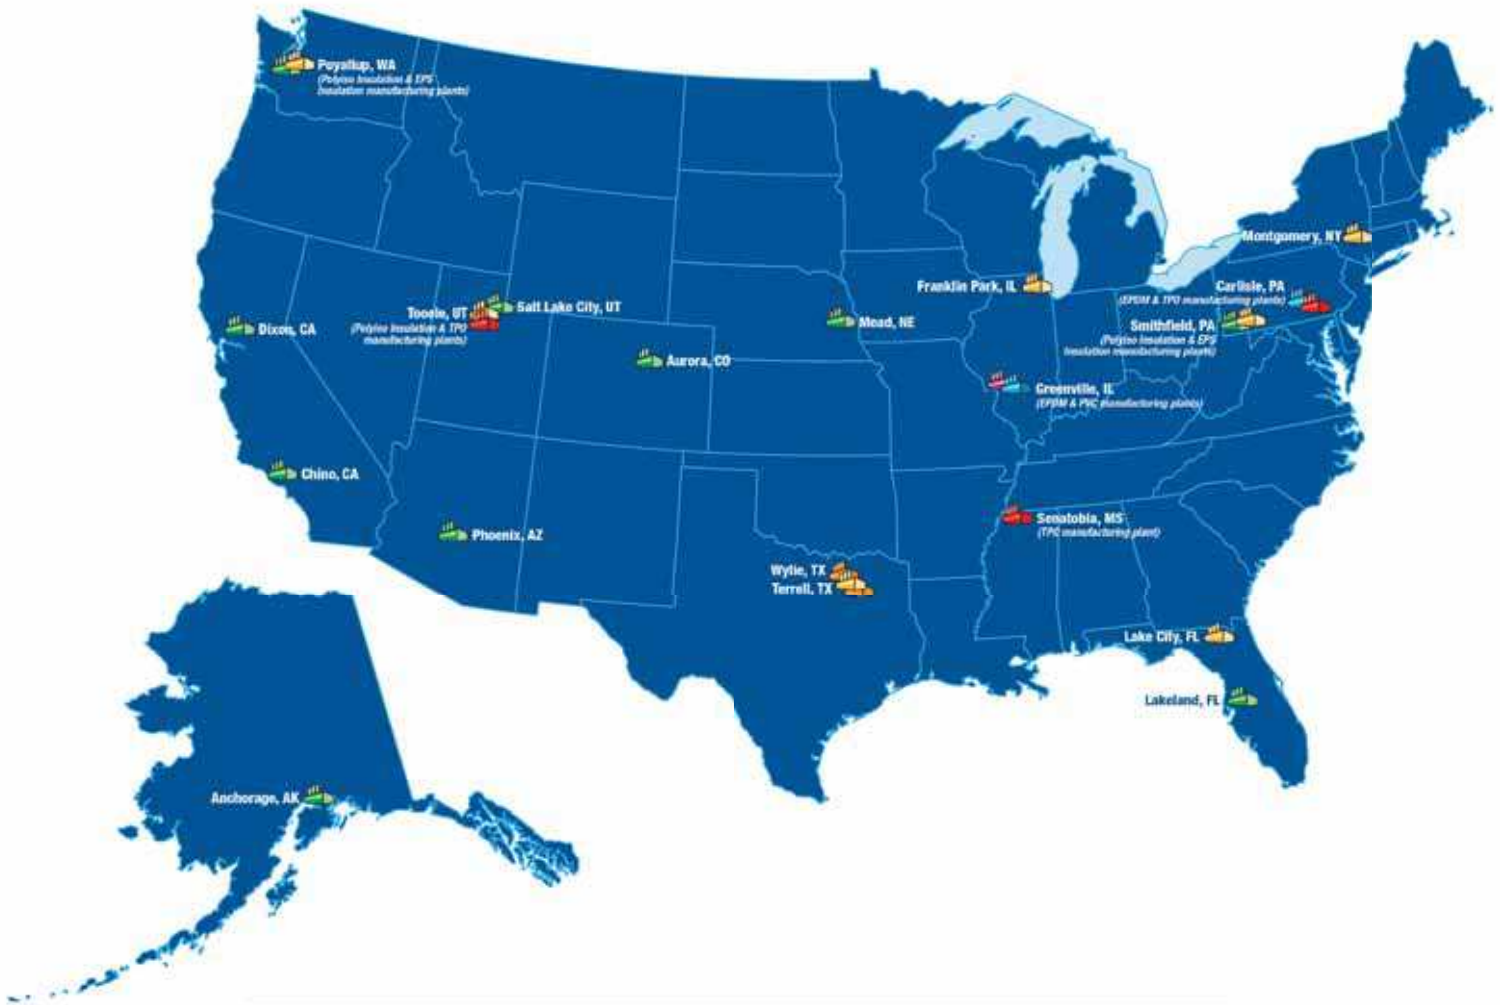 Puyallup, WA
(Polyiso Insulation & EPS
Insulation manufacturing plants)
Montgomery, NY
Franklin Park, IL
Carlisle, PA
(EPDM & TPO manufacturing plants)
Tooele, UT
(Polyiso Insulation & TPO
manufacturing plants)
Salt Lake City, UT
Dixon, CA
Mead, NE
Smithfield, PA
(Polyiso Insulation & EPS
Insulation manufacturing plants)
Aurora, CO
Greenville, IL
(EPDM & PVC manufacturing plants)
Chino, CA
Phoenix, AZ
Senatobia, MS
(TPO manufacturing plant)
Wylie, TX
Terrell, TX
Lake City, FL
Lakeland, FL
Anchorage, AK